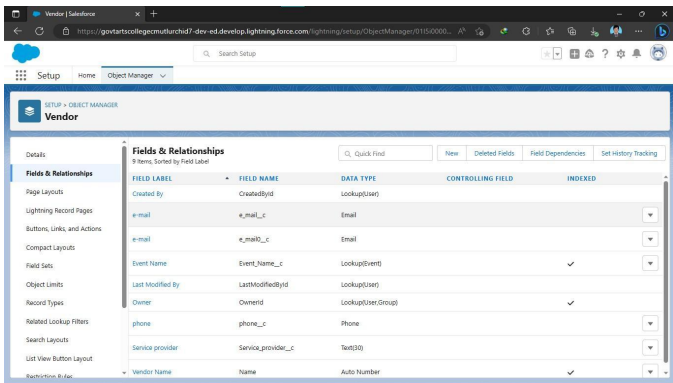 Vendor | Salesforce
https://govtartscollegecmutlurchid7-dev-ed.develop.lightning.force.com/lightning/setup/ObjectManager/01I5i0000...
Search Setup
Setup Home Object Manager
SETUP > OBJECT MANAGER
Vendor
Details
Fields & Relationships
Page Layouts
Lightning Record Pages
Buttons, Links, and Actions
Compact Layouts
Field Sets
Object Limits
Record Types
Related Lookup Filters
Search Layouts
List View Button Layout
Restriction Rules
Fields & Relationships
9 Items, Sorted by Field Label
Quick Find New Deleted Fields Field Dependencies Set History Tracking
FIELD LABEL FIELD NAME DATA TYPE CONTROLLING FIELD INDEXED
Created By CreatedById Lookup(User)
e-mail e_mail__c Email
e-mail e_mail0__c Email
Event Name Event_Name__c Lookup(Event)
Last Modified By LastModifiedById Lookup(User)
Owner OwnerId Lookup(User,Group)
phone phone__c Phone
Service provider Service_provider__c Text(30)
Vendor Name Name Auto Number